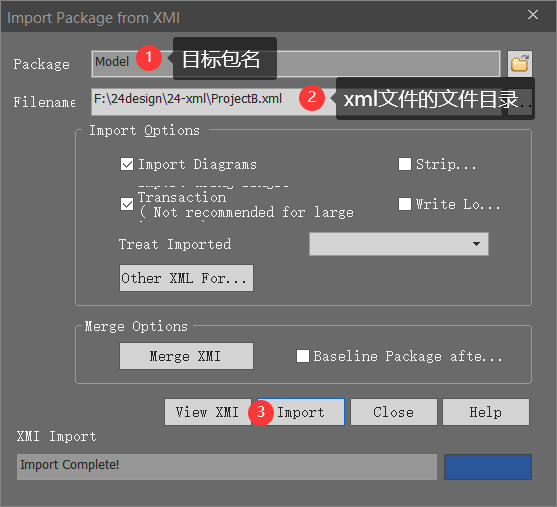 Import Package from XMI
Package
Model
1
目标包名
Filename
F:\24design\24-xml\ProjectB.xml
2
xml文件的文件目录
Import Options
Import Diagrams
Strip...
Transaction
( Not recommended for large
Write Lo...
Treat Imported
Other XML For...
Merge Options
Merge XMI
Baseline Package afte...
View XMI
3
Import
Close
Help
XMI Import
Import Complete!